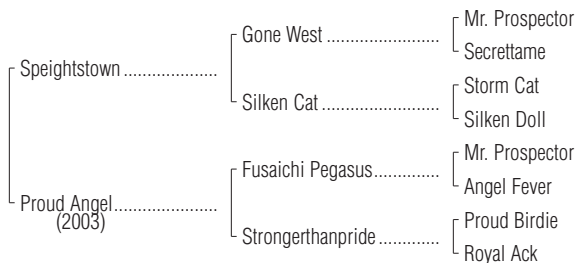 Mr. Prospector
Gone West ........................
Secrettame
Speightstown ....................
Storm Cat
Silken Cat .........................
Silken Doll
Mr. Prospector
Fusaichi Pegasus..............
Angel Fever
Proud Angel......................
(2003)
Proud Birdie
Strongerthanpride .............
Royal Ack